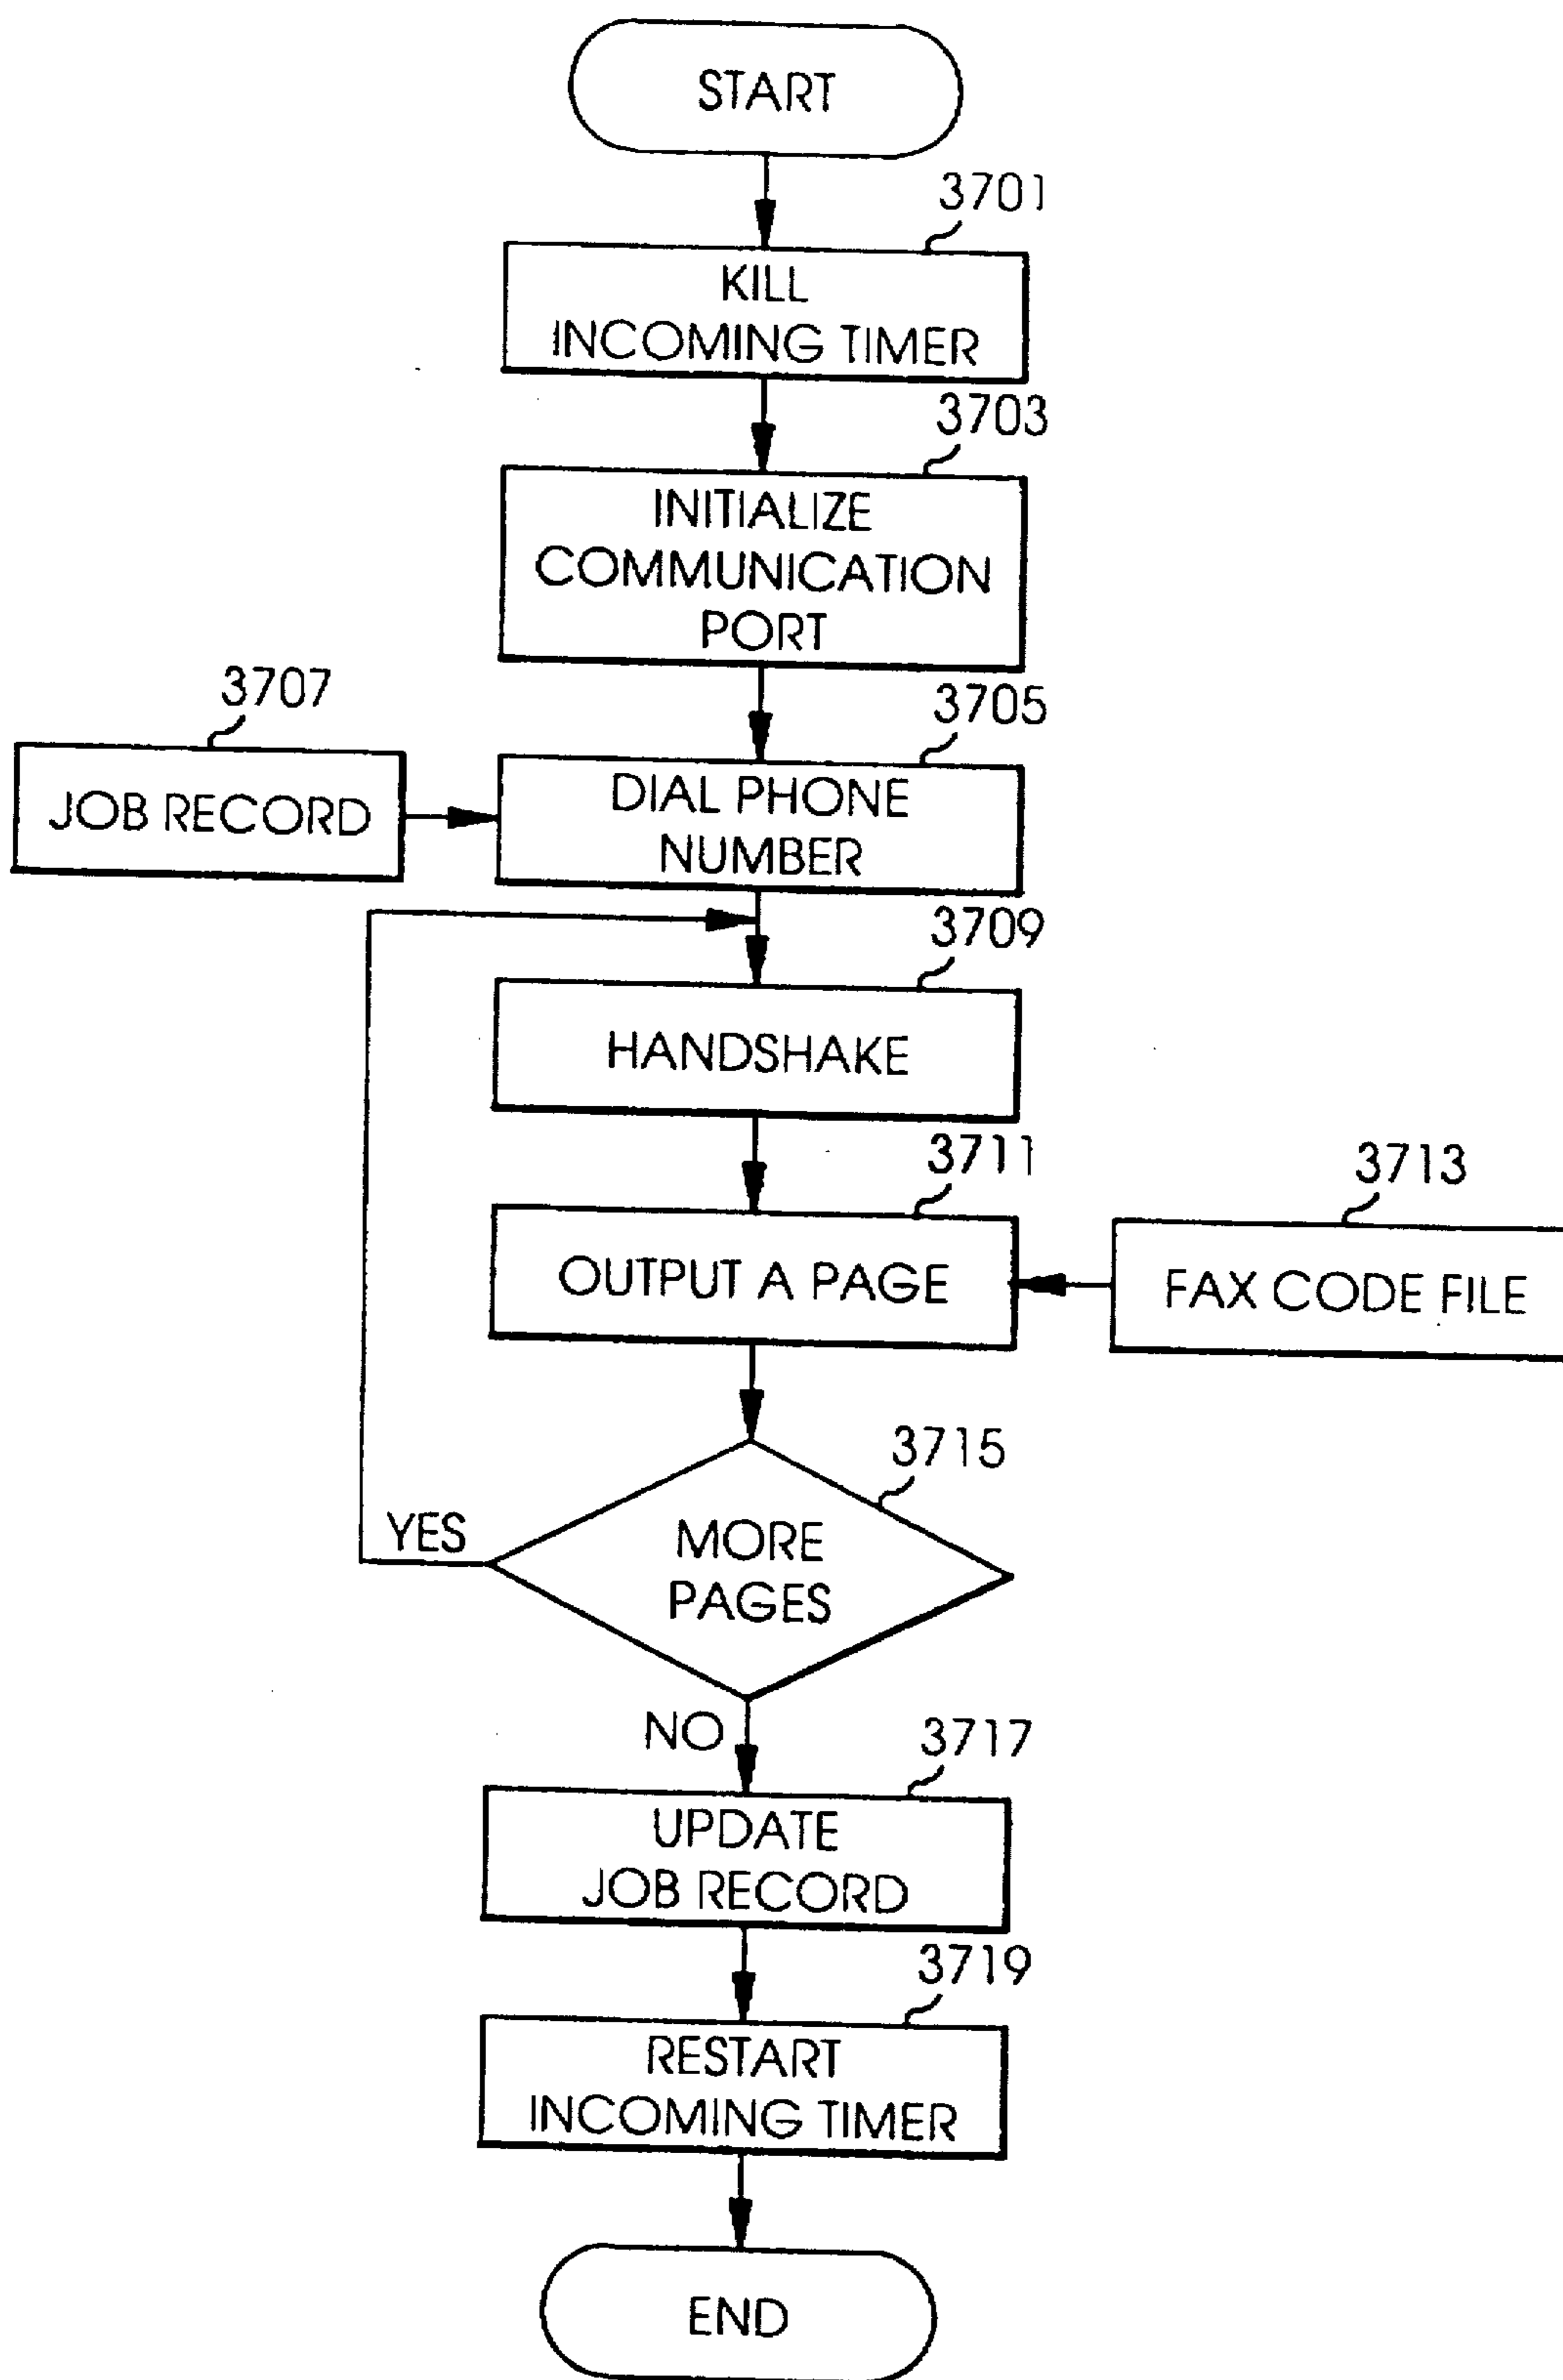 START
3701
KILL
INCOMING TIMER
3703
INITIALIZE
COMMUNICATION
PORT
3707
JOB RECORD
3705
DIAL PHONE
NUMBER
3709
HANDSHAKE
3711
OUTPUT A PAGE
3713
FAX CODE FILE
3715
MORE
PAGES
YES
NO
3717
UPDATE
JOB RECORD
3719
RESTART
INCOMING TIMER
END